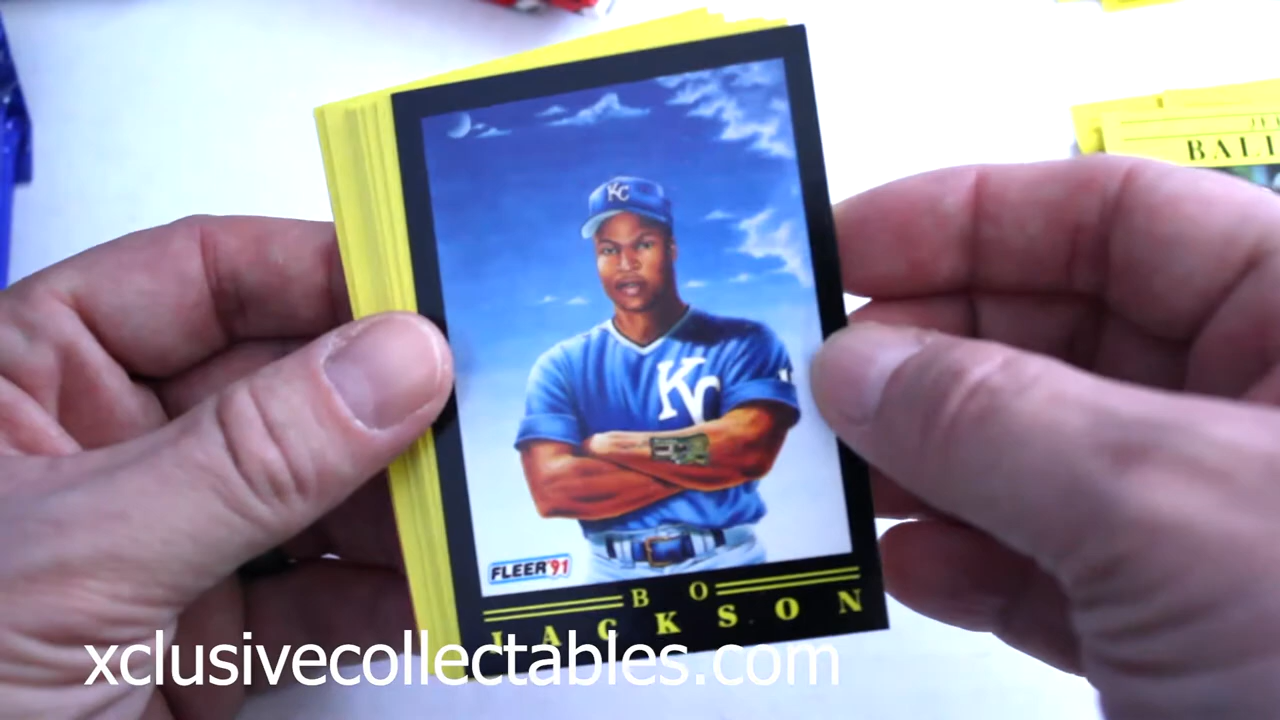 BALL
KC
KC
FLEER '91
BO
JACKSON
xclusivecollectables.com